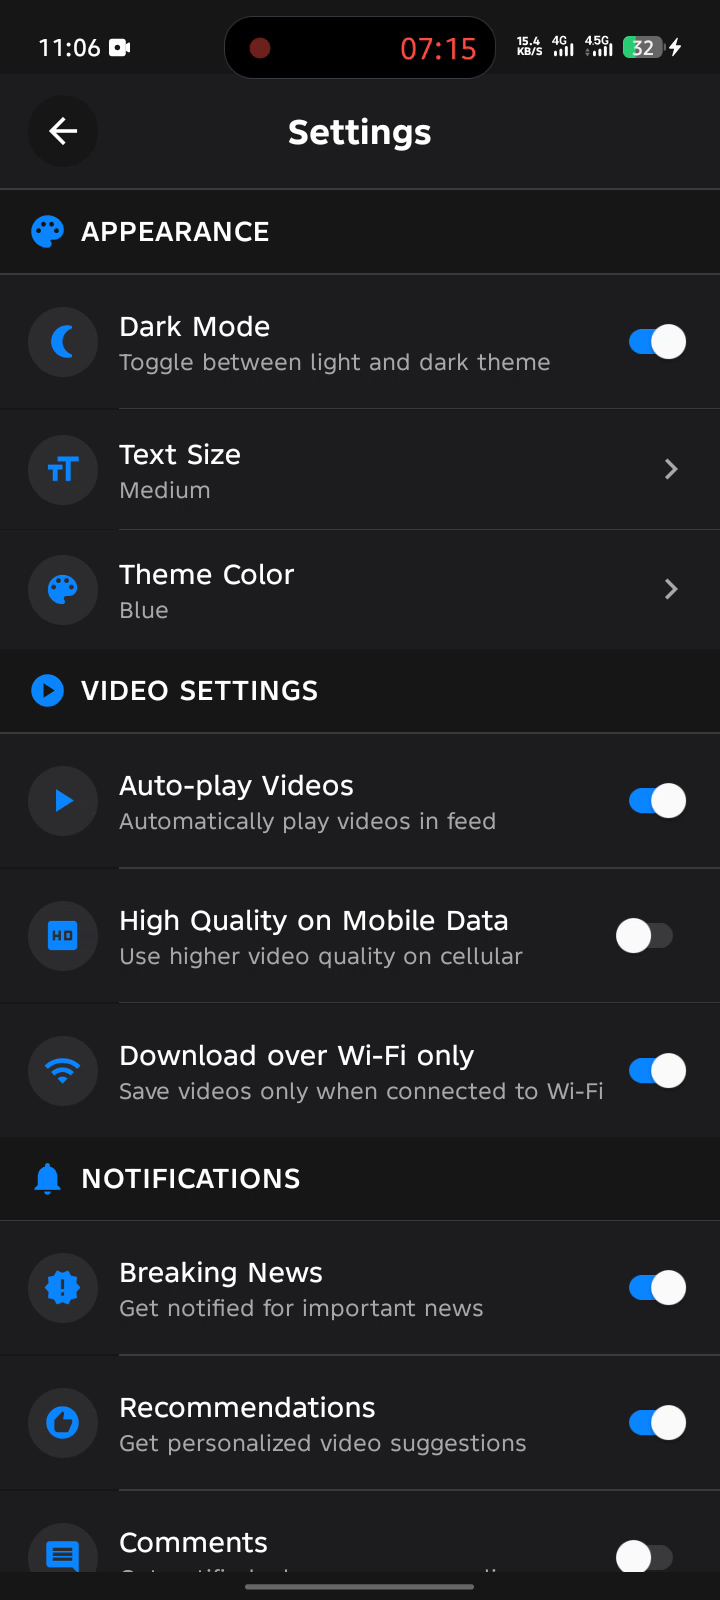 11:06
07:15
15.4
KB/S
4G
4.5G
32
Settings
APPEARANCE
Dark Mode
Toggle between light and dark theme
Text Size
Medium
Theme Color
Blue
VIDEO SETTINGS
Auto-play Videos
Automatically play videos in feed
HD
High Quality on Mobile Data
Use higher video quality on cellular
Download over Wi-Fi only
Save videos only when connected to Wi-Fi
NOTIFICATIONS
Breaking News
Get notified for important news
Recommendations
Get personalized video suggestions
Comments